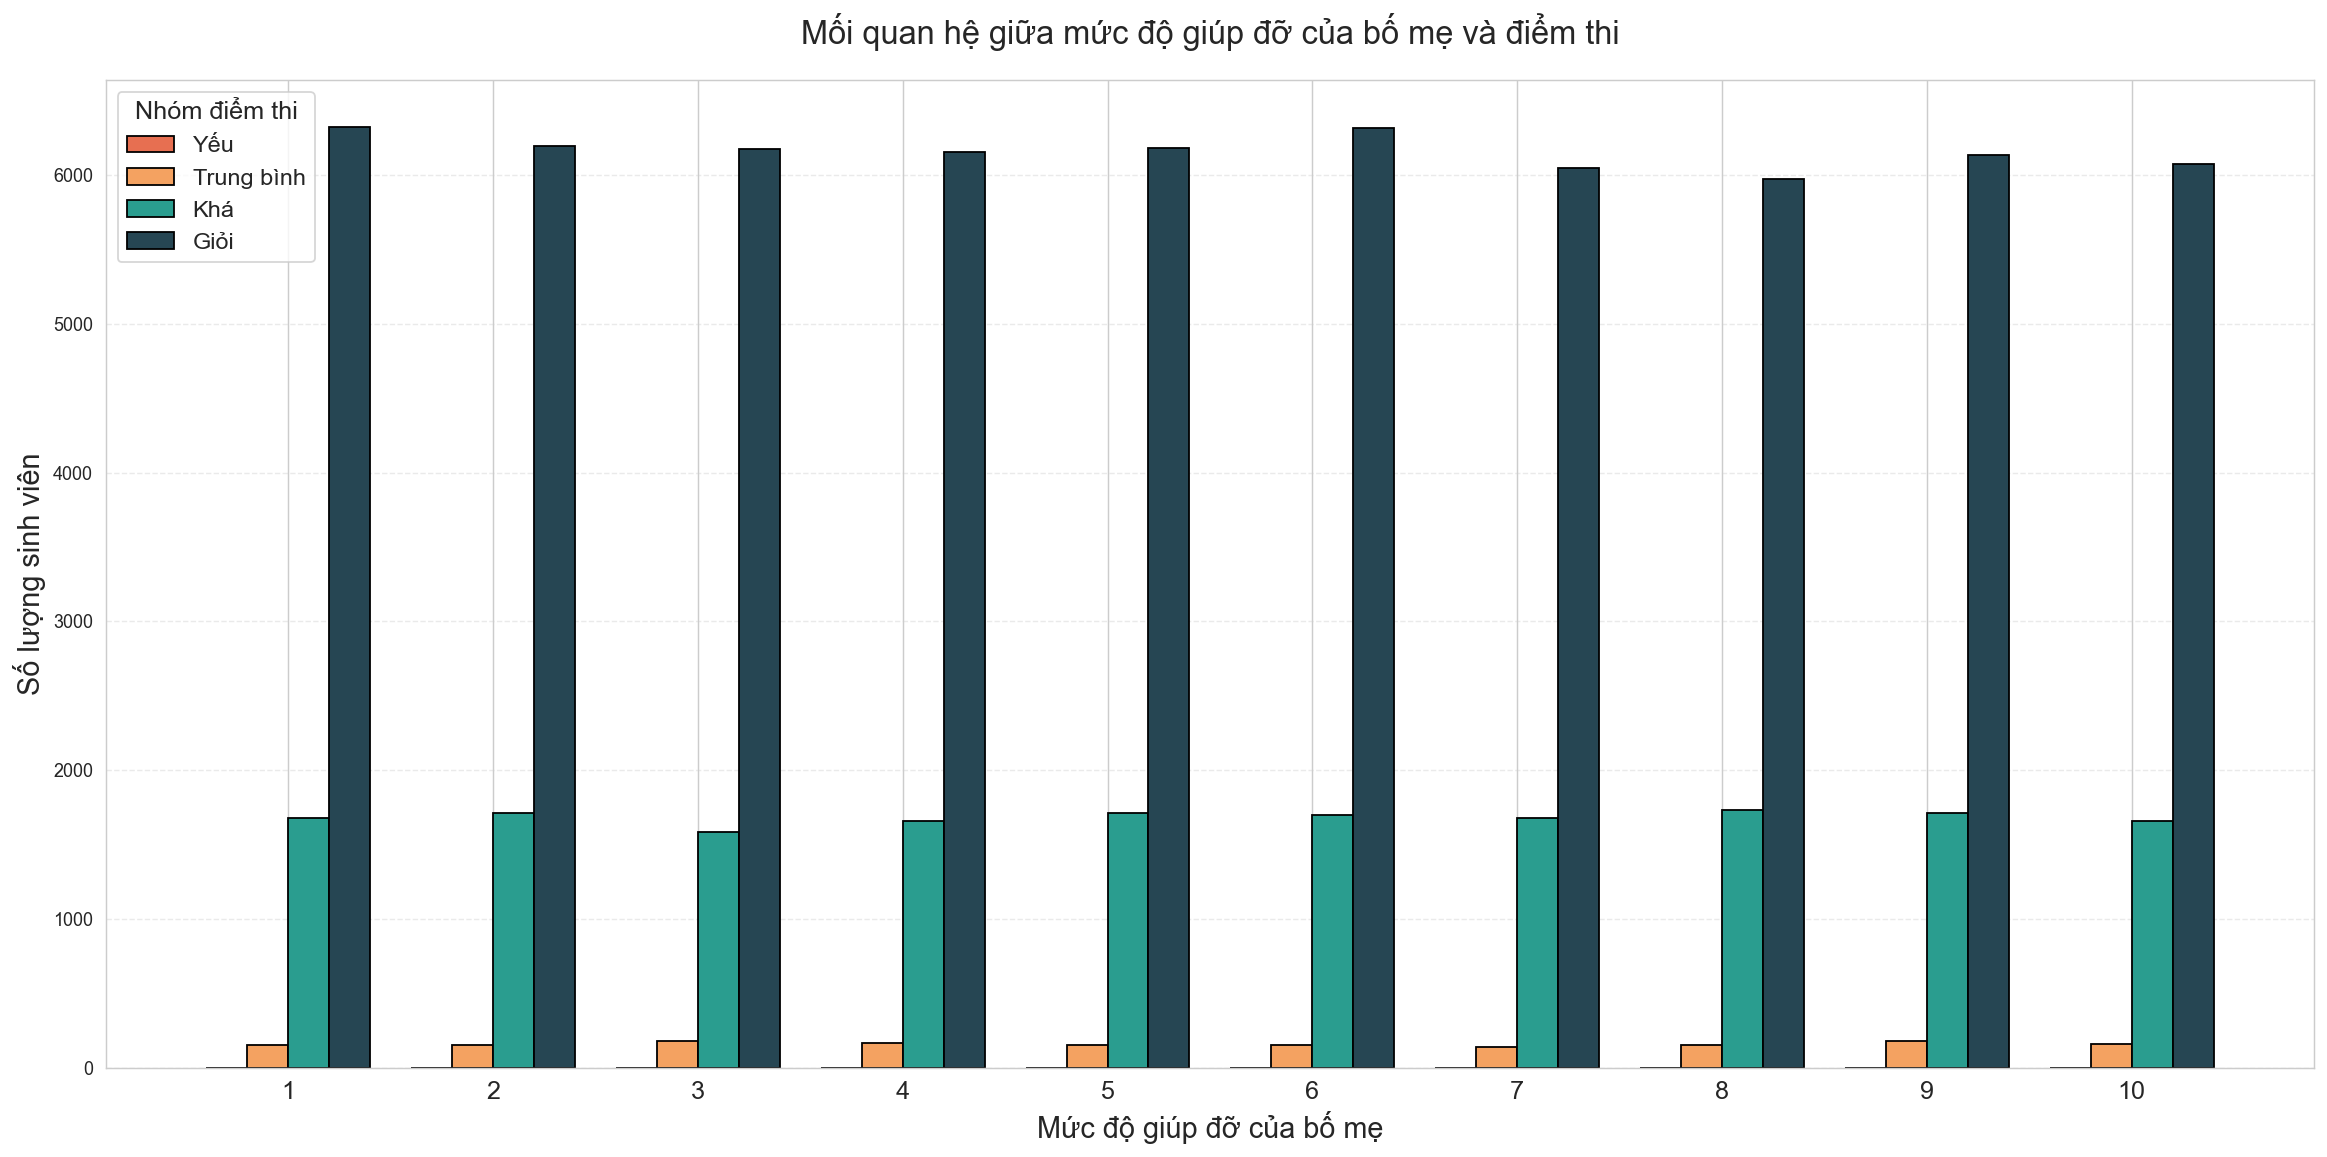 Mối quan hệ giữa mức độ giúp đỡ của bố mẹ và điểm thi
Nhóm điểm thi
Yếu
Trung bình
Khá
Giỏi
Số lượng sinh viên
6000
5000
4000
3000
2000
1000
0
1 2 3 4 5 6 7 8 9 10
Mức độ giúp đỡ của bố mẹ